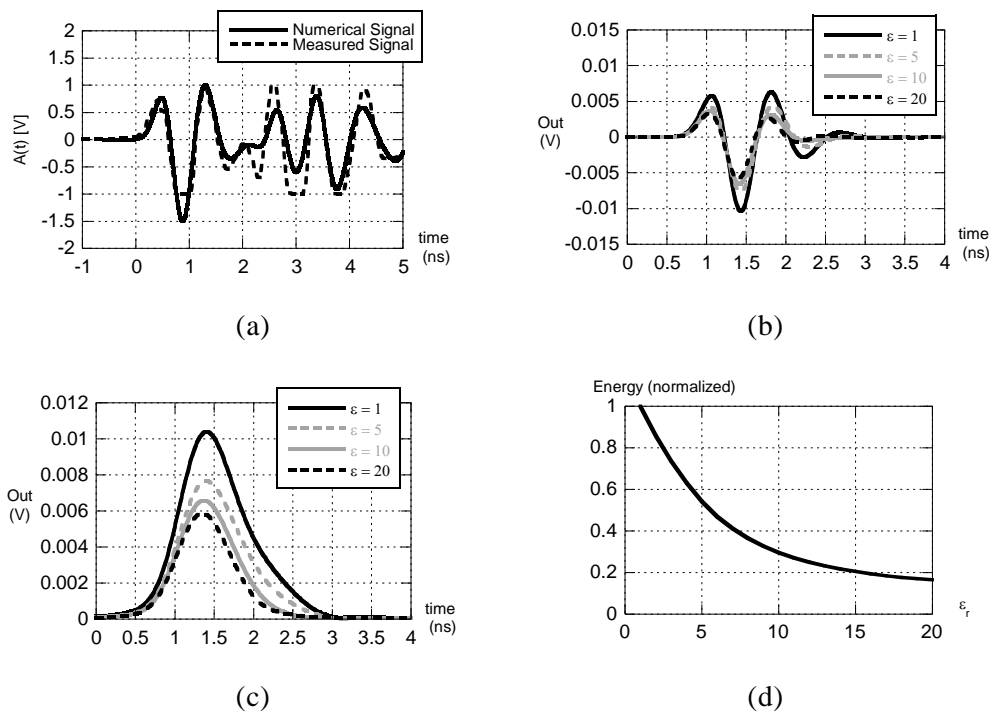 Numerical Signal
Measured Signal
A(t) [V]
2
1.5
1
0.5
0
-0.5
-1
-1.5
-2
-1 0 1 2 3 4 5
time
(ns)
(a)
ε = 1
ε = 5
ε = 10
ε = 20
Out
(V)
0.015
0.01
0.005
0
-0.005
-0.01
-0.015
0 0.5 1 1.5 2 2.5 3 3.5 4
time
(ns)
(b)
ε = 1
ε = 5
ε = 10
ε = 20
Out
(V)
0.012
0.01
0.008
0.006
0.004
0.002
0
0 0.5 1 1.5 2 2.5 3 3.5 4
time
(ns)
(c)
Energy (normalized)
1
0.8
0.6
0.4
0.2
0
0 5 10 15 20
εr
(d)